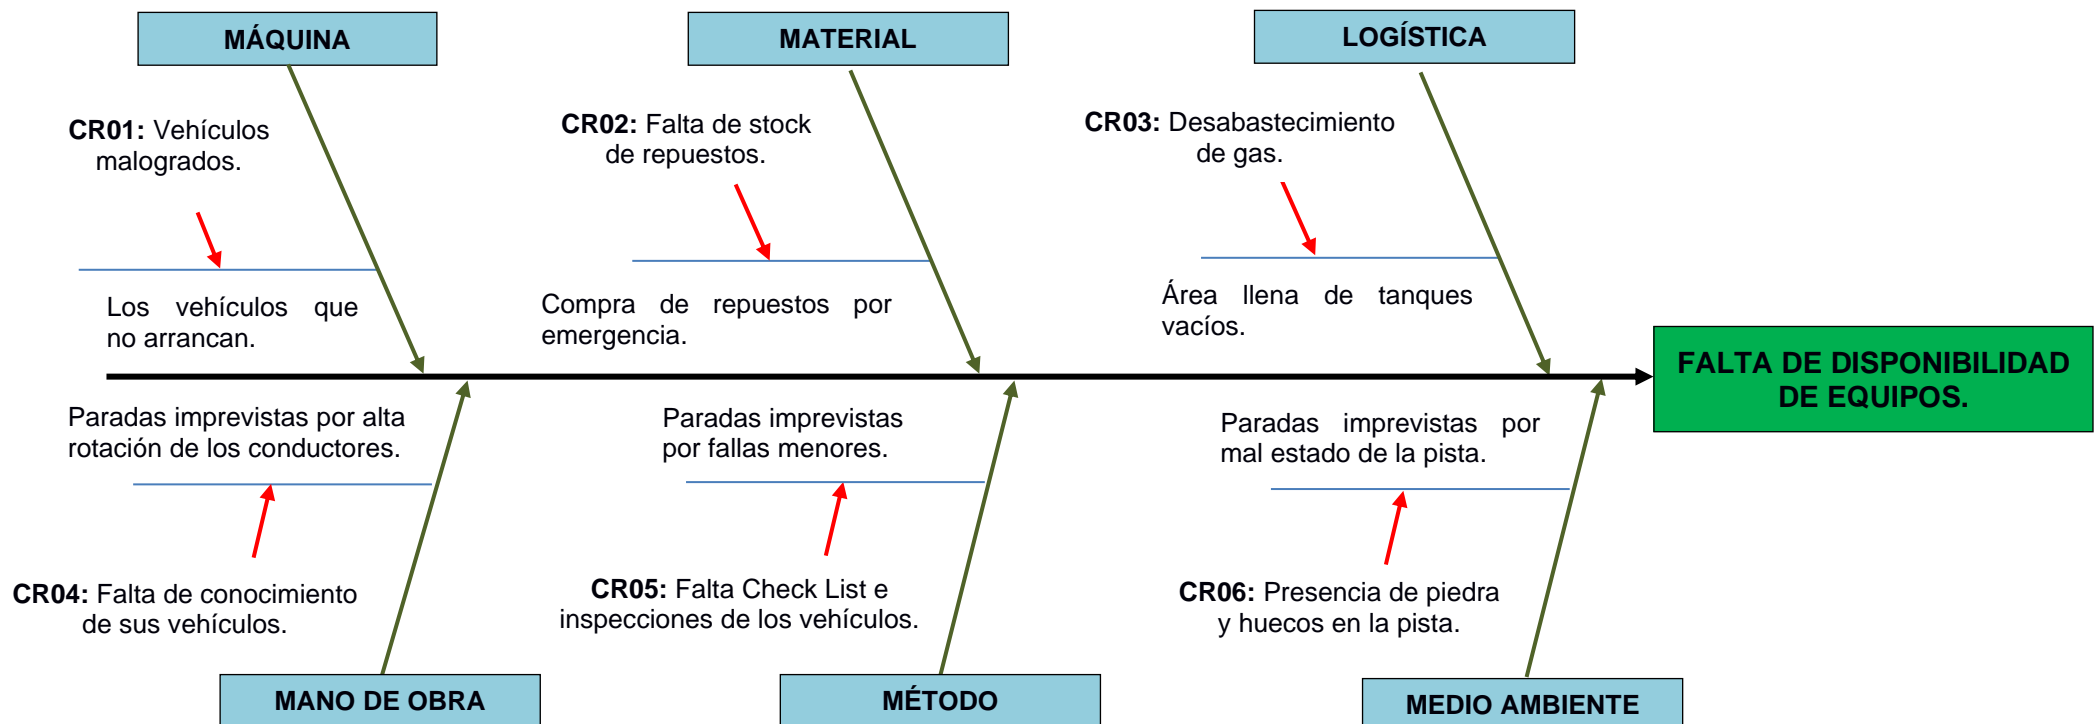 MÁQUINA
MATERIAL
LOGÍSTICA
CR01: Vehículos
malogrados.
CR02: Falta de stock
de repuestos.
CR03: Desabastecimiento
de gas.
Los vehículos que
no arrancan.
Compra de repuestos por
emergencia.
Área llena de tanques
vacíos.
FALTA DE DISPONIBILIDAD
DE EQUIPOS.
Paradas imprevistas por alta
rotación de los conductores.
Paradas imprevistas
por fallas menores.
Paradas imprevistas por
mal estado de la pista.
CR04: Falta de conocimiento
de sus vehículos.
CR05: Falta Check List e
inspecciones de los vehículos.
CR06: Presencia de piedra
y huecos en la pista.
MANO DE OBRA
MÉTODO
MEDIO AMBIENTE